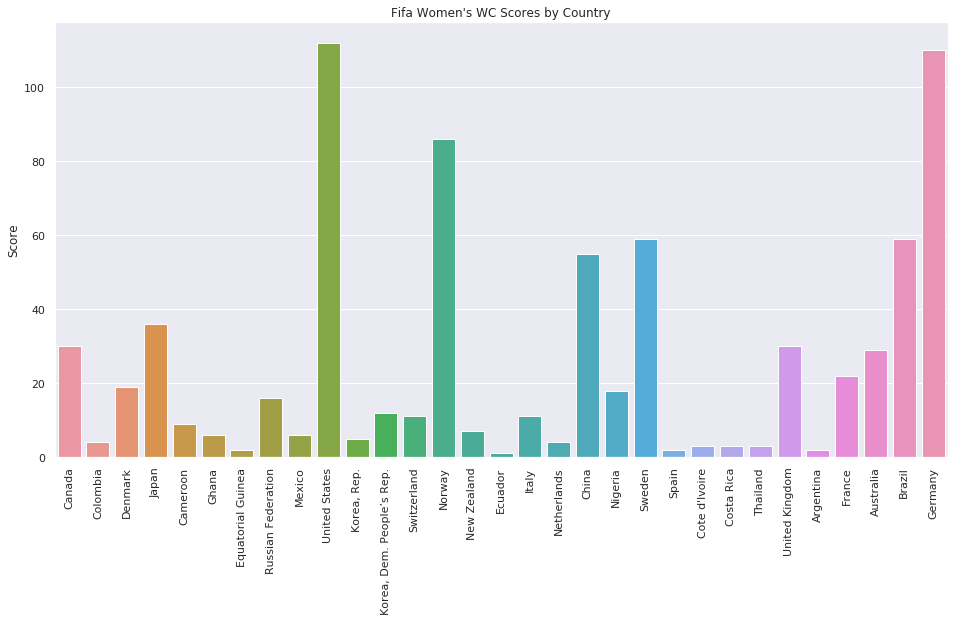 Fifa Women's WC Scores by Country
Score
100
80
60
40
20
0
Canada
Colombia
Denmark
Japan
Cameroon
Ghana
Equatorial Guinea
Russian Federation
Mexico
United States
Korea, Rep.
Korea, Dem. People's Rep.
Switzerland
Norway
New Zealand
Ecuador
Italy
Netherlands
China
Nigeria
Sweden
Spain
Cote d'Ivoire
Costa Rica
Thailand
United Kingdom
Argentina
France
Australia
Brazil
Germany